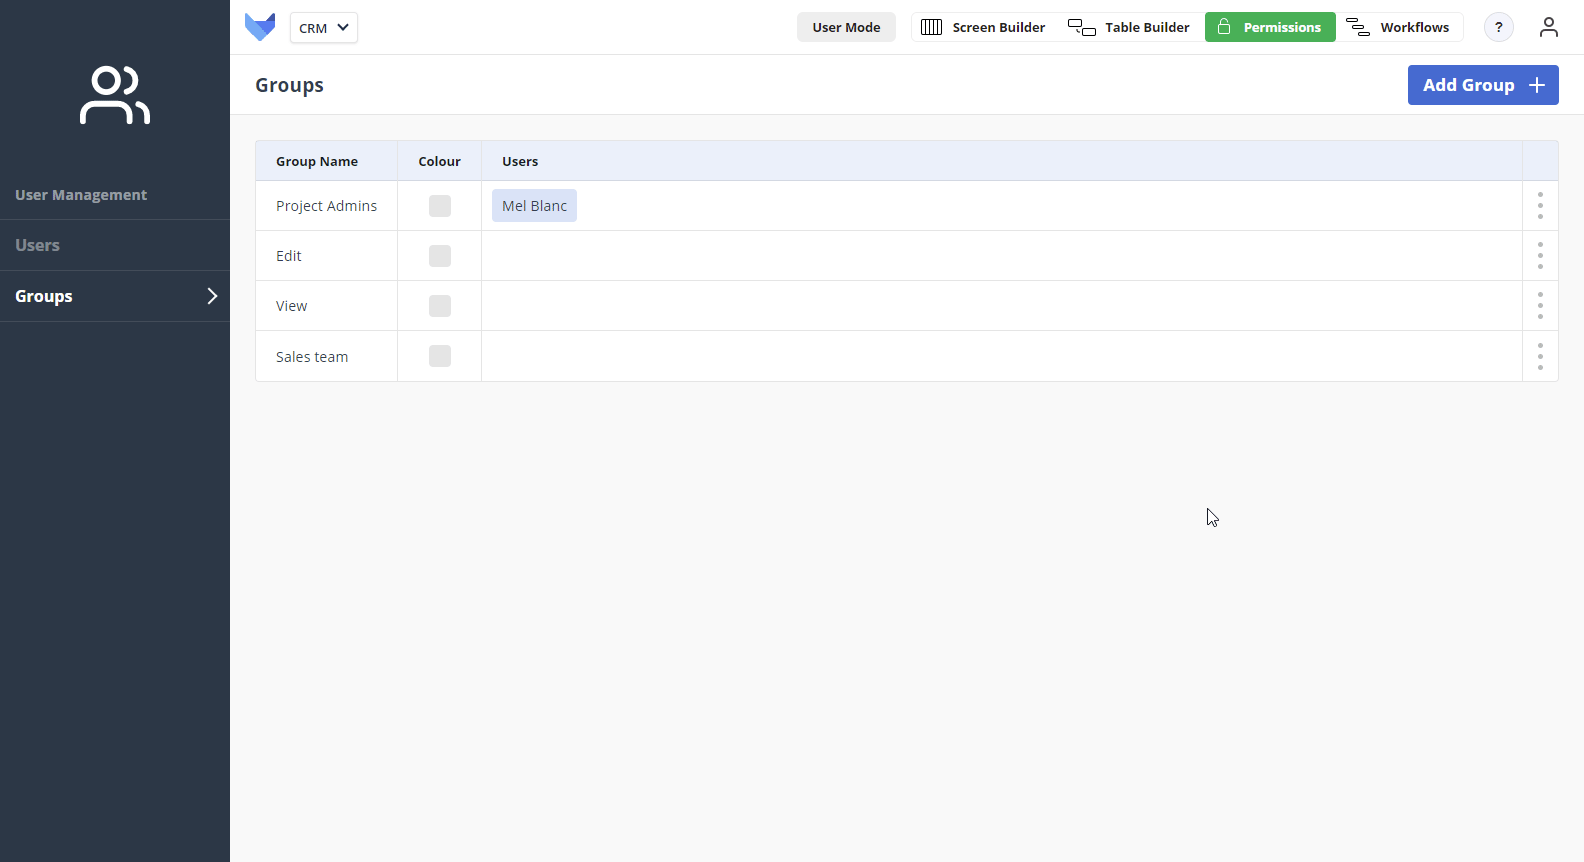 CRM
User Mode
Screen Builder
Table Builder
Permissions
Workflows
?
User Management
Users
Groups
Groups
Add Group
Group Name Colour Users
Project Admins Mel Blanc
Edit
View
Sales team